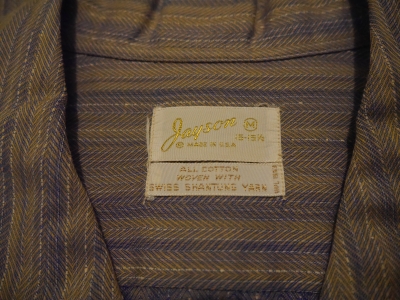 Jayson M
15-15½
© MADE IN U.S.A.
ALL COTTON
WOVEN WITH
SWISS SHANTUNG YARN